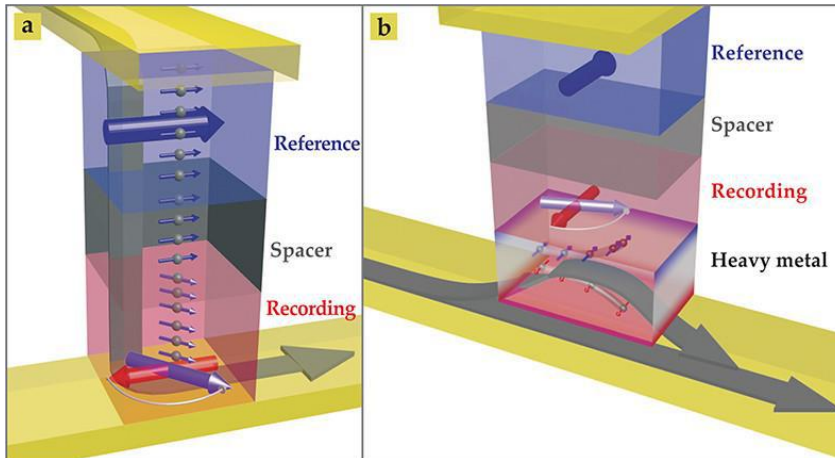 a
Reference
Spacer
Recording
b
Reference
Spacer
Recording
Heavy metal